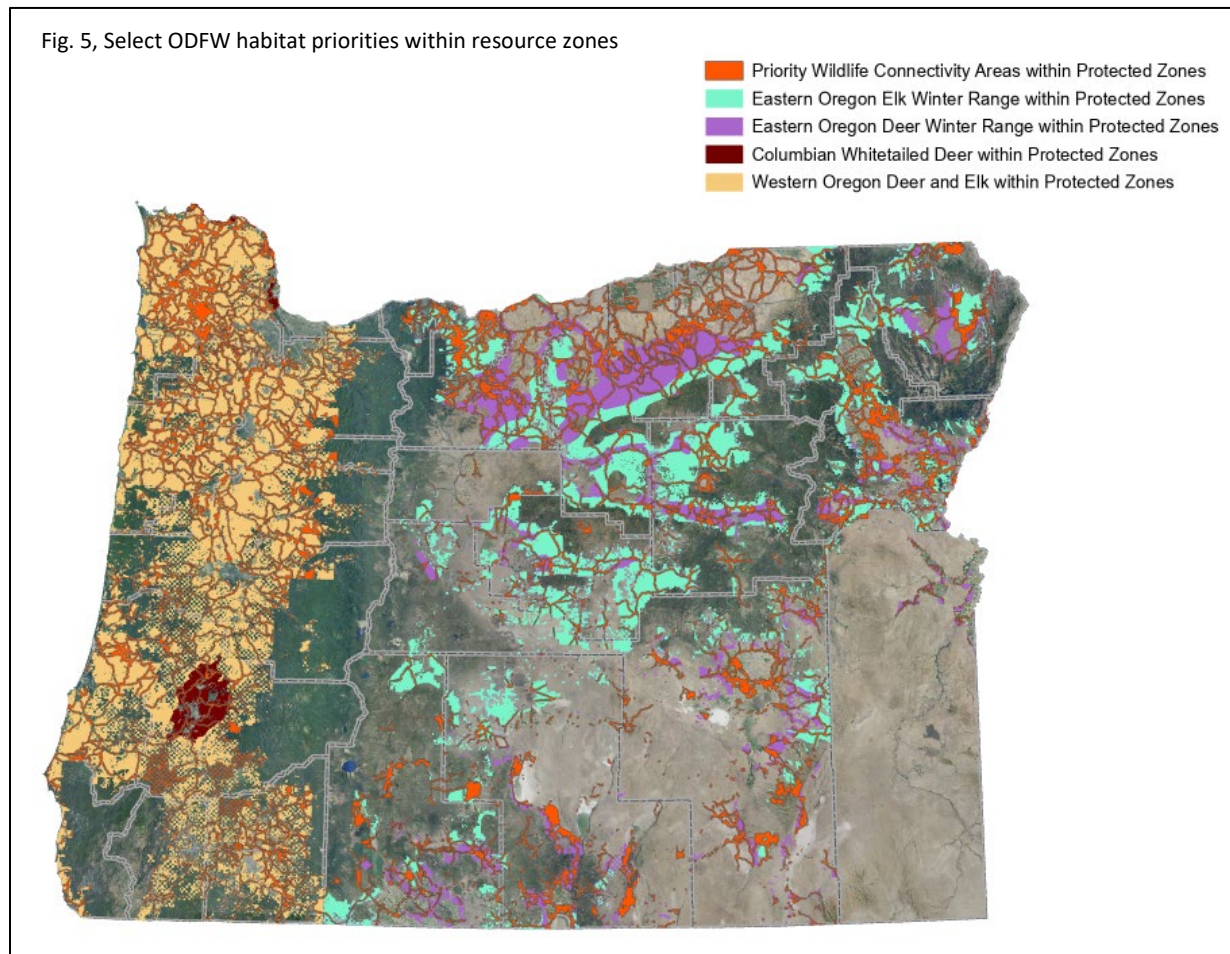 Fig. 5, Select ODFW habitat priorities within resource zones
Priority Wildlife Connectivity Areas within Protected Zones
Eastern Oregon Elk Winter Range within Protected Zones
Eastern Oregon Deer Winter Range within Protected Zones
Columbian Whitetailed Deer within Protected Zones
Western Oregon Deer and Elk within Protected Zones